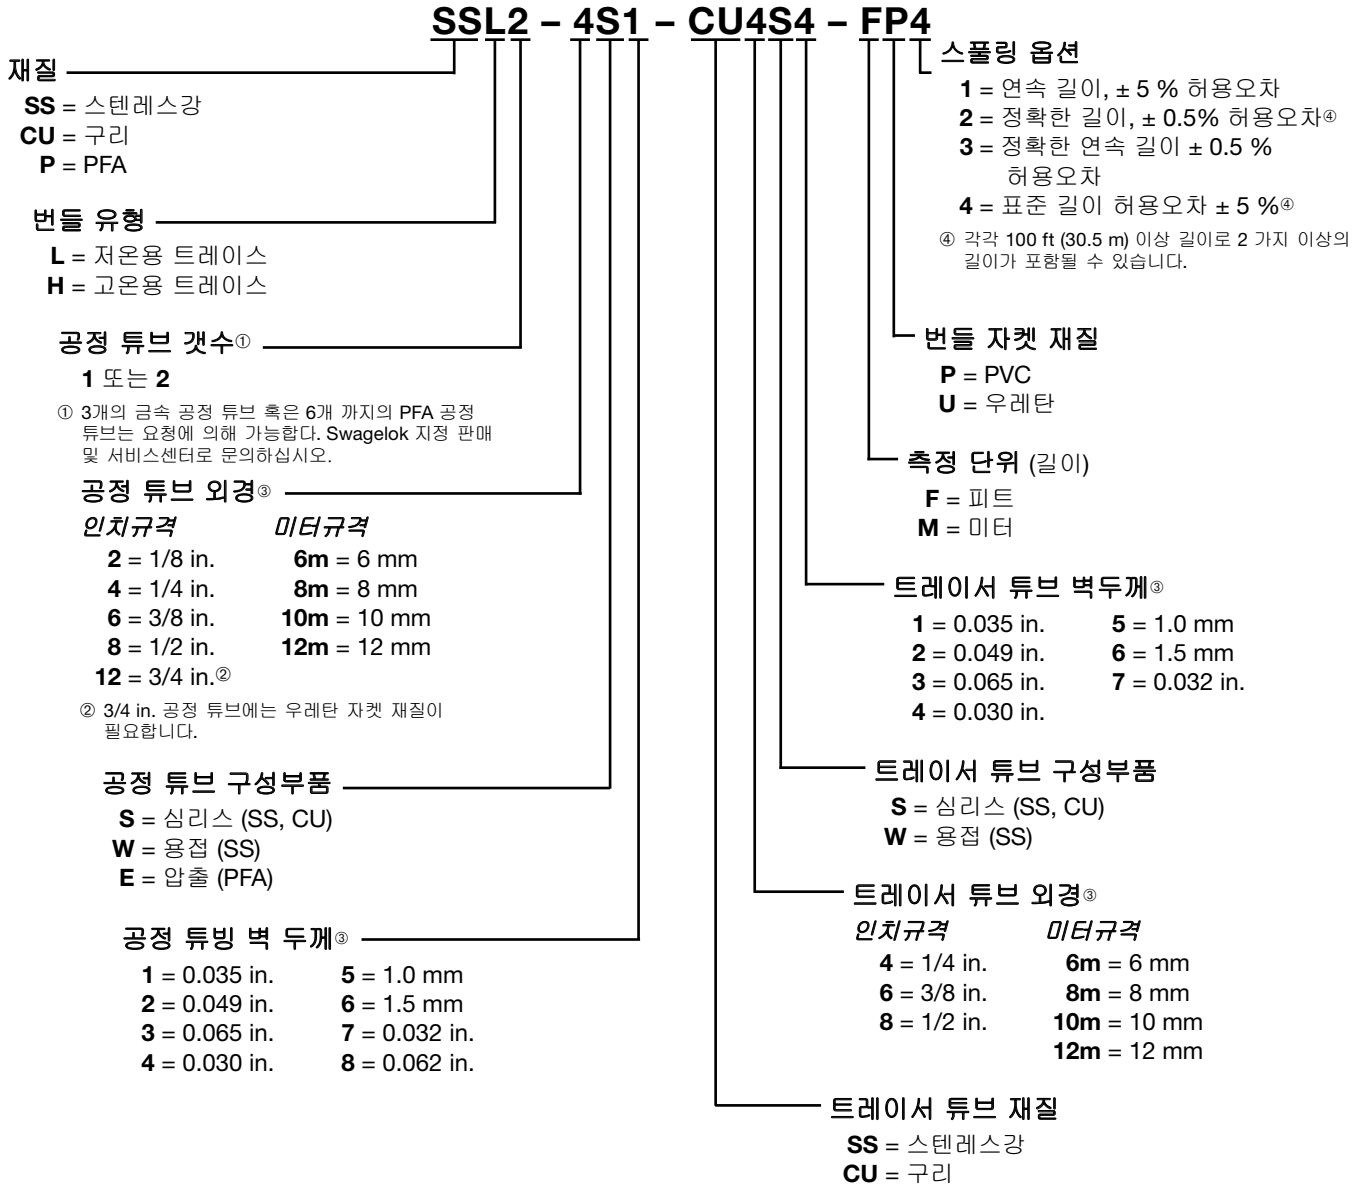 SSL2 – 4S1 – CU4S4 – FP4
재질
SS = 스텐레스강
CU = 구리
P = PFA
번들 유형
L = 저온용 트레이스
H = 고온용 트레이스
공정 튜브 갯수①
1 또는 2
① 3개의 금속 공정 튜브 혹은 6개 까지의 PFA 공정
튜브는 요청에 의해 가능합다. Swagelok 지정 판매
및 서비스센터로 문의하십시오.
공정 튜브 외경③
인치규격 미터규격
2 = 1/8 in. 6m = 6 mm
4 = 1/4 in. 8m = 8 mm
6 = 3/8 in. 10m = 10 mm
8 = 1/2 in. 12m = 12 mm
12 = 3/4 in.②
② 3/4 in. 공정 튜브에는 우레탄 자켓 재질이
필요합니다.
공정 튜브 구성부품
S = 심리스 (SS, CU)
W = 용접 (SS)
E = 압출 (PFA)
공정 튜빙 벽 두께③
1 = 0.035 in. 5 = 1.0 mm
2 = 0.049 in. 6 = 1.5 mm
3 = 0.065 in. 7 = 0.032 in.
4 = 0.030 in. 8 = 0.062 in.
스풀링 옵션
1 = 연속 길이, ± 5 % 허용오차
2 = 정확한 길이, ± 0.5% 허용오차④
3 = 정확한 연속 길이 ± 0.5 %
허용오차
4 = 표준 길이 허용오차 ± 5 %④
④ 각각 100 ft (30.5 m) 이상 길이로 2 가지 이상의
길이가 포함될 수 있습니다.
번들 자켓 재질
P = PVC
U = 우레탄
측정 단위 (길이)
F = 피트
M = 미터
트레이서 튜브 벽두께③
1 = 0.035 in. 5 = 1.0 mm
2 = 0.049 in. 6 = 1.5 mm
3 = 0.065 in. 7 = 0.032 in.
4 = 0.030 in.
트레이서 튜브 구성부품
S = 심리스 (SS, CU)
W = 용접 (SS)
트레이서 튜브 외경③
인치규격 미터규격
4 = 1/4 in. 6m = 6 mm
6 = 3/8 in. 8m = 8 mm
8 = 1/2 in. 10m = 10 mm
12m = 12 mm
트레이서 튜브 재질
SS = 스텐레스강
CU = 구리